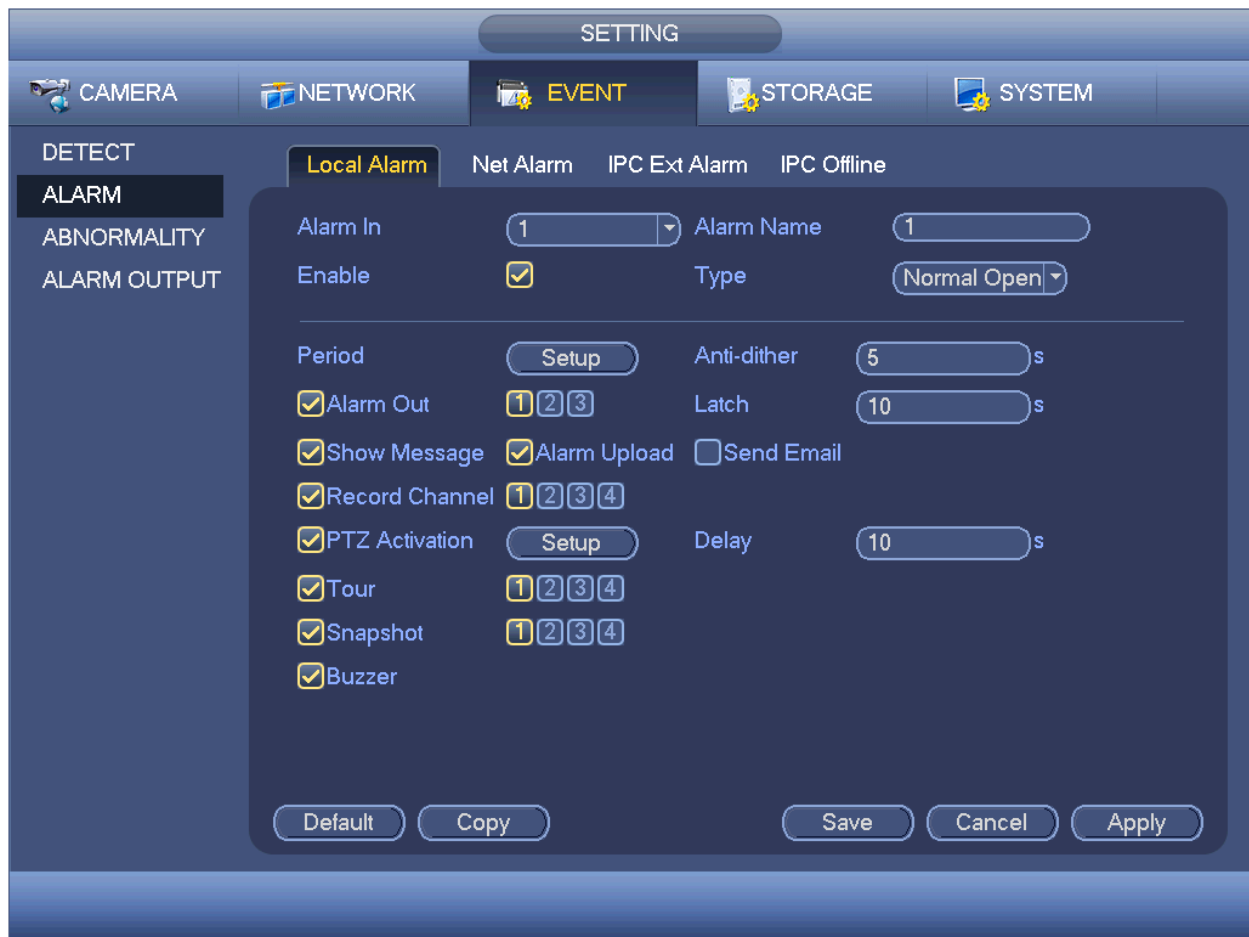 SETTING
CAMERA NETWORK EVENT STORAGE SYSTEM
DETECT
ALARM
ABNORMALITY
ALARM OUTPUT
Local Alarm Net Alarm IPC Ext Alarm IPC Offline
Alarm In 1 Alarm Name 1
Enable Type Normal Open
Period Setup Anti-dither 5 s
Alarm Out 1 2 3 Latch 10 s
Show Message Alarm Upload Send Email
Record Channel 1 2 3 4
PTZ Activation Setup Delay 10 s
Tour 1 2 3 4
Snapshot 1 2 3 4
Buzzer
Default Copy Save Cancel Apply